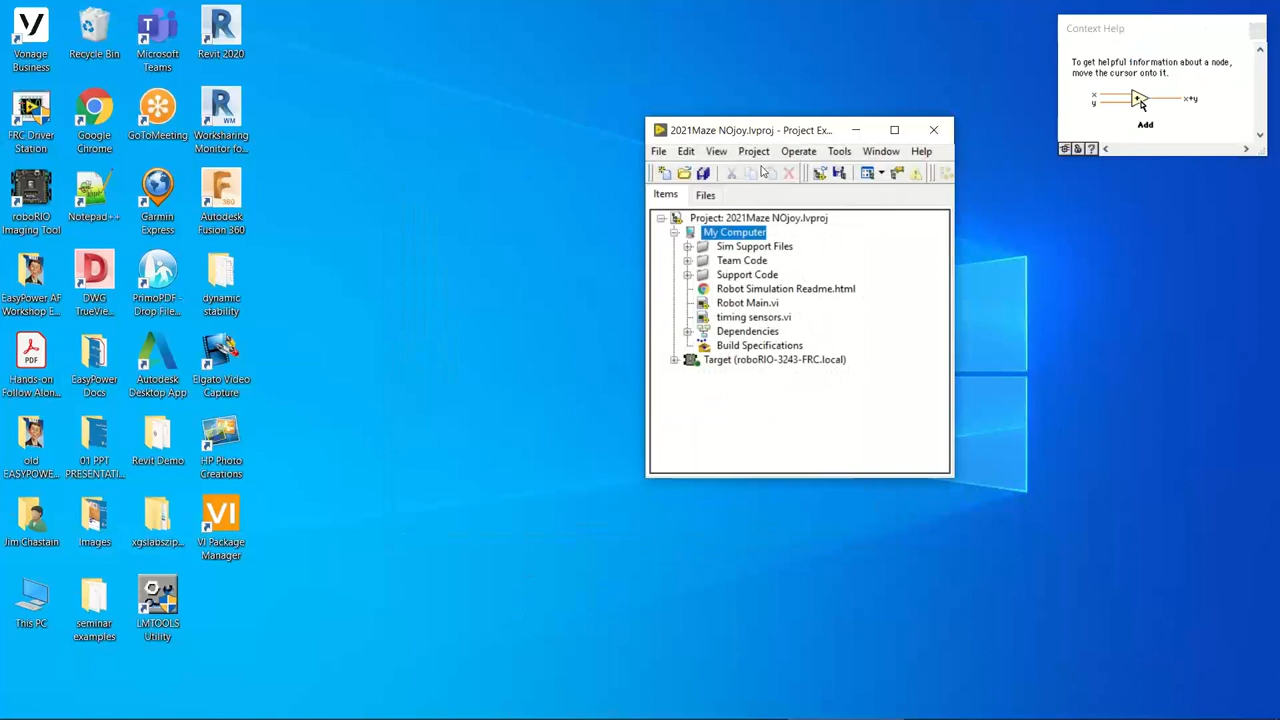 Vonage
Business
Recycle Bin
Microsoft
Teams
Revit 2020
FRC Driver
Station
Google
Chrome
GoToMeeting
Worksharing
Monitor fo...
roboRIO
Imaging Tool
Notepad++
Garmin
Express
Autodesk
Fusion 360
EasyPower AF
Workshop E...
DWG
TrueVie...
PrimoPDF -
Drop File...
dynamic
stability
PDF
Hands-on
Follow Alon...
EasyPower
Docs
Autodesk
Desktop App
Elgato Video
Capture
old
EASYPOWE...
01 PPT
PRESENTATI...
Revit Demo
HP Photo
Creations
Jim Chastain
Images
xgslabszip...
VI
VI Package
Manager
This PC
seminar
examples
LMTOOLS
Utility
2021Maze NOjoy.lvproj - Project Ex...
File Edit View Project Operate Tools Window Help
Items Files
Project: 2021Maze NOjoy.lvproj
My Computer
Sim Support Files
Team Code
Support Code
Robot Simulation Readme.html
Robot Main.vi
timing sensors.vi
Dependencies
Build Specifications
Target (roboRIO-3243-FRC.local)
Context Help
To get helpful information about a node,
move the cursor onto it.
x
y
x+y
Add